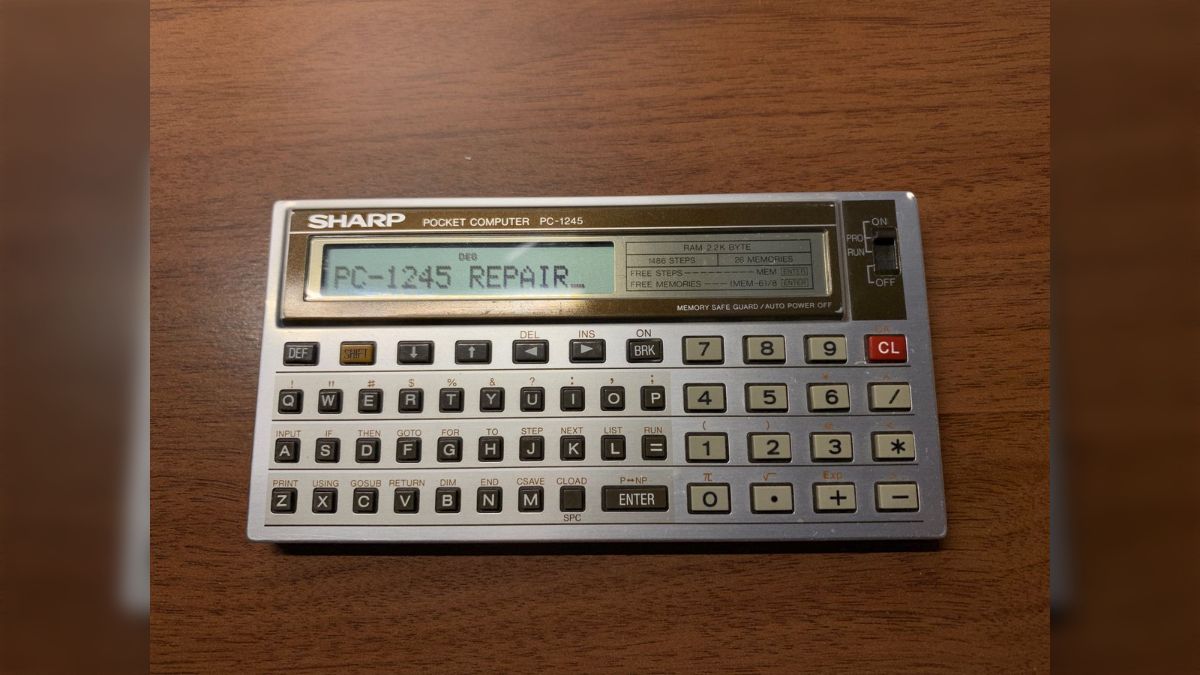 SHARP POCKET COMPUTER PC-1245
ON
PRO
RUN
OFF
DEG
PC-1245 REPAIR_
RAM 2.2K BYTE
1486 STEPS 26 MEMORIES
FREE STEPS ---------- MEM ENTER
FREE MEMORIES ---- (MEM-6)/8 ENTER
MEMORY SAFE GUARD / AUTO POWER OFF
DEL INS ON CA
DEF SHIFT ↓ ↑ ◀ ▶ BRK 7 8 9 CL
! " # $ % & ? : , ;
Q W E R T Y U I O P 4 5 6 /
INPUT IF THEN GOTO FOR TO STEP NEXT LIST RUN ( )
A S D F G H J K L = 1 2 3 *
PRINT USING GOSUB RETURN DIM END CSAVE CLOAD P↔NP π √ Exp
Z X C V B N M ENTER 0 • + −
SPC